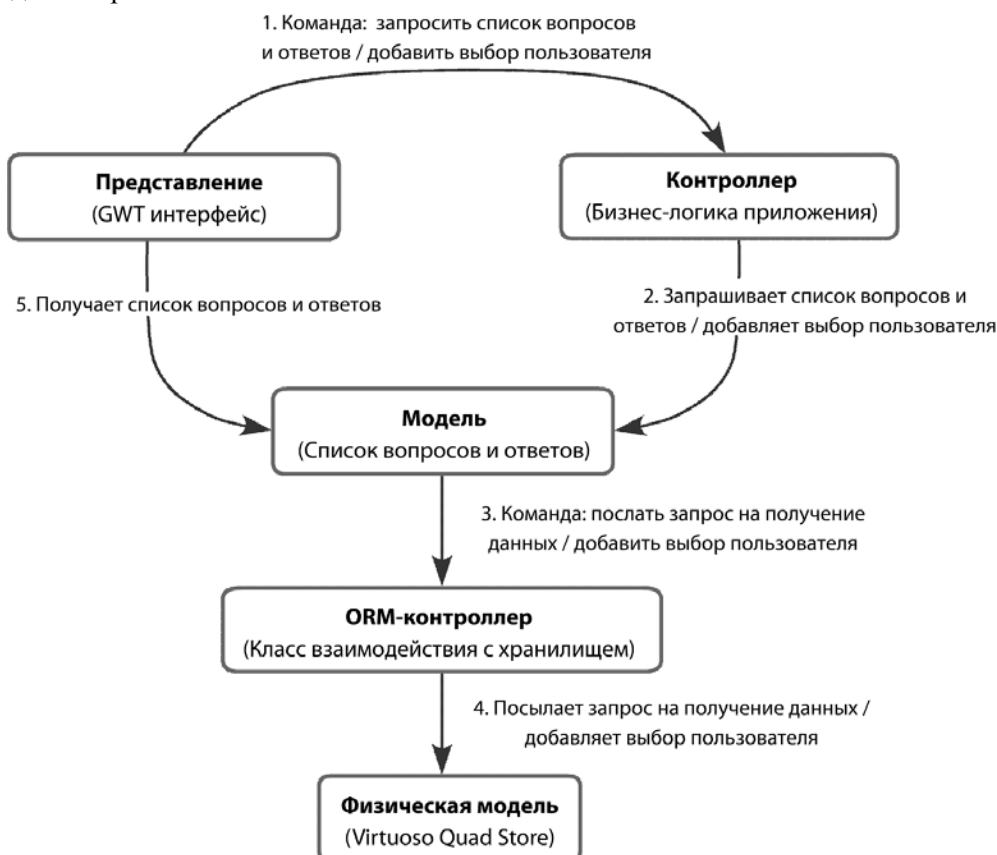 1. Команда: запросить список вопросов
и ответов / добавить выбор пользователя
Представление
(GWT интерфейс)
Контроллер
(Бизнес-логика приложения)
5. Получает список вопросов и ответов
2. Запрашивает список вопросов и
ответов / добавляет выбор пользователя
Модель
(Список вопросов и ответов)
3. Команда: послать запрос на получение
данных / добавить выбор пользователя
ORM-контроллер
(Класс взаимодействия с хранилищем)
4. Посылает запрос на получение данных /
добавляет выбор пользователя
Физическая модель
(Virtuoso Quad Store)